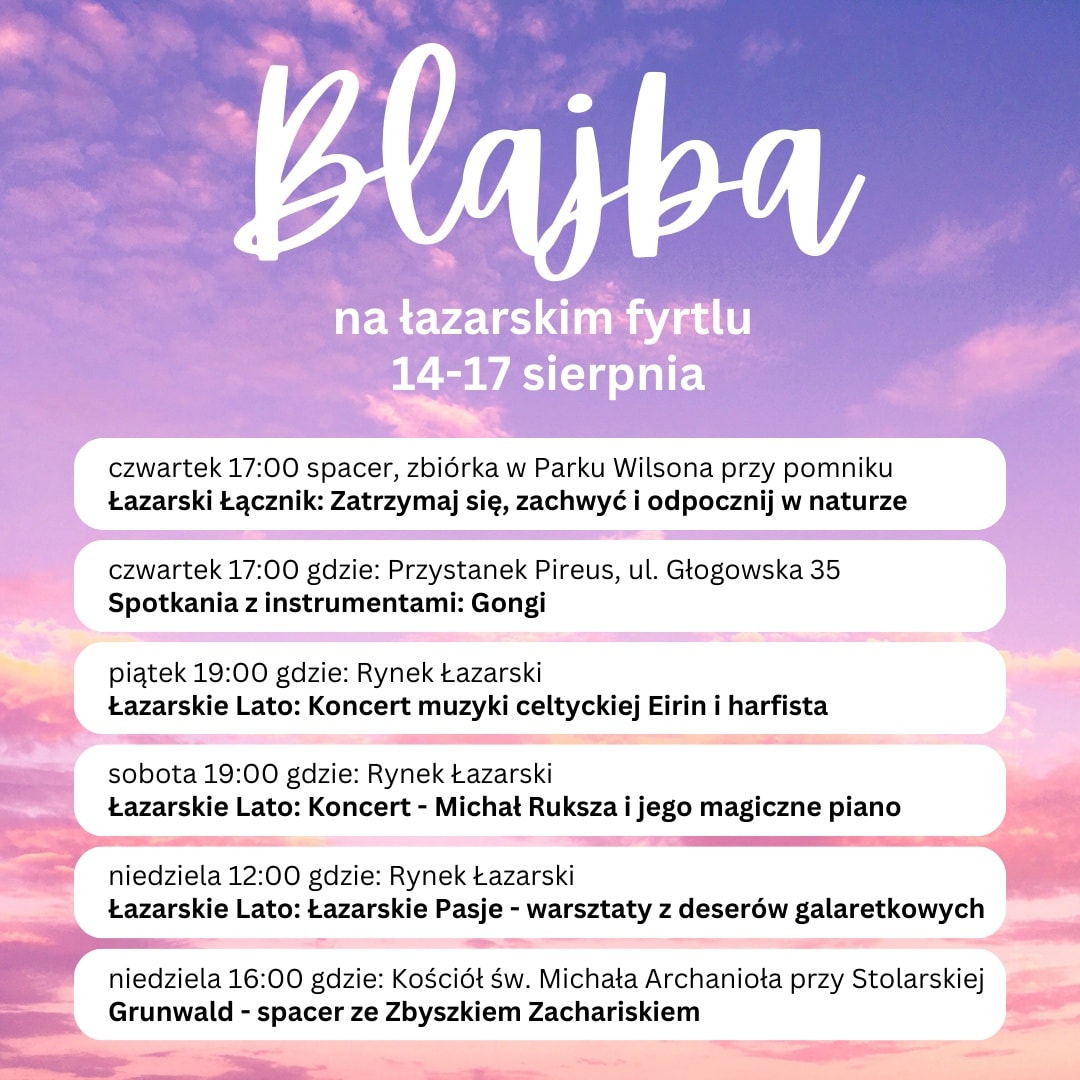 Blajba
na łazarskim fyrtlu
14-17 sierpnia
czwartek 17:00 spacer, zbiórka w Parku Wilsona przy pomniku
Łazarski Łącznik: Zatrzymaj się, zachwyć i odpocznij w naturze
czwartek 17:00 gdzie: Przystanek Pireus, ul. Głogowska 35
Spotkania z instrumentami: Gongi
piątek 19:00 gdzie: Rynek Łazarski
Łazarskie Lato: Koncert muzyki celtyckiej Eirin i harfista
sobota 19:00 gdzie: Rynek Łazarski
Łazarskie Lato: Koncert - Michał Ruksza i jego magiczne piano
niedziela 12:00 gdzie: Rynek Łazarski
Łazarskie Lato: Łazarskie Pasje - warsztaty z deserów galaretkowych
niedziela 16:00 gdzie: Kościół św. Michała Archanioła przy Stolarskiej
Grunwald - spacer ze Zbyszkiem Zachariskiem